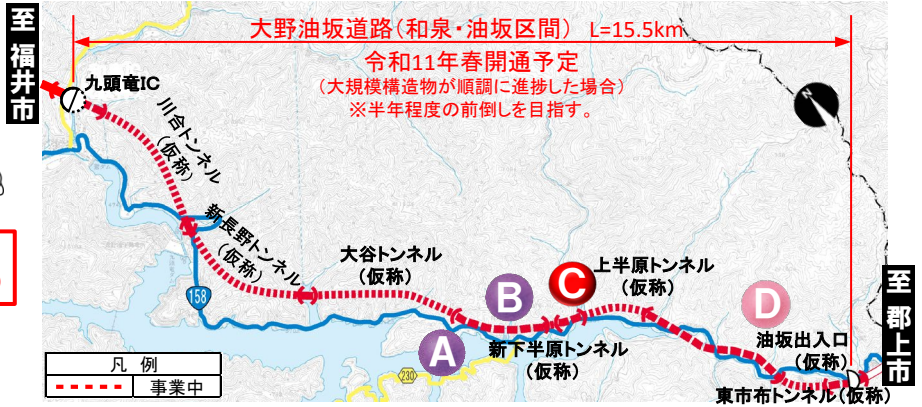 至 福井市
大野油坂道路（和泉・油坂区間） L=15.5km
令和11年春開通予定
（大規模構造物が順調に進捗した場合）
※半年程度の前倒しを目指す。
九頭竜IC
川合トンネル
（仮称）
新長野トンネル
（仮称）
大谷トンネル
（仮称）
上半原トンネル
（仮称）
158
A
B
C
D
新下半原トンネル
（仮称）
230
油坂出入口
（仮称）
東市布トンネル（仮称）
至 郡上市
凡 例
事業中
N